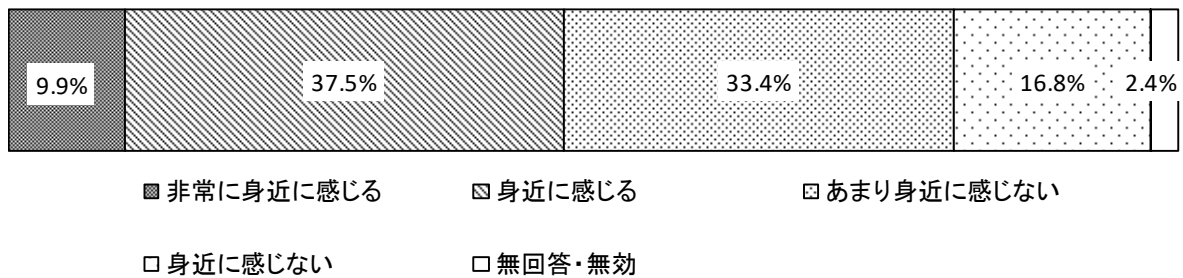 9.9% 37.5% 33.4% 16.8% 2.4%
非常に身近に感じる 身近に感じる あまり身近に感じない
身近に感じない 無回答・無効